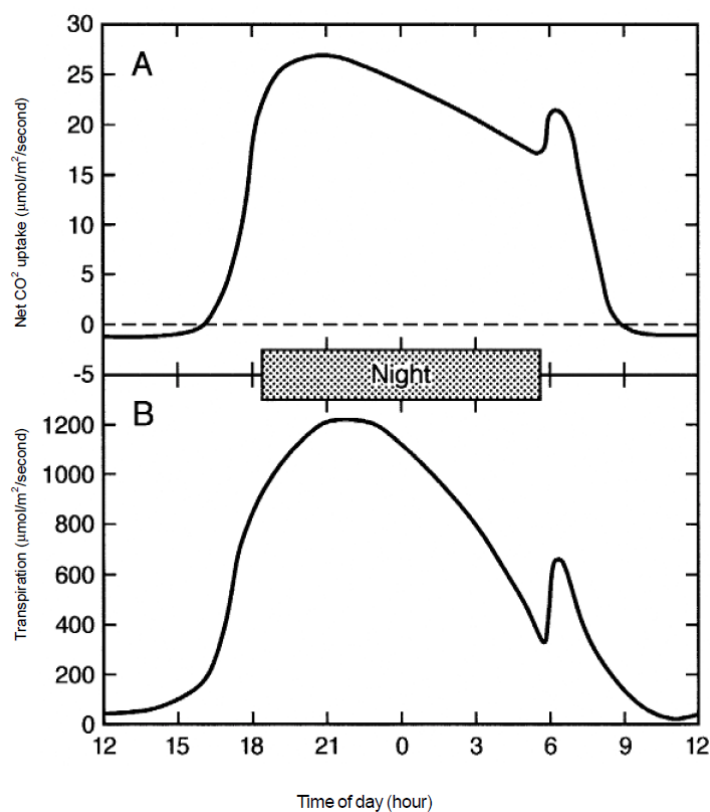 30
A
25
20
15
10
5
0
-5
Net CO² uptake (µmol/m²/second)
Night
B
1200
1000
800
600
400
200
0
Transpiration (µmol/m²/second)
12 15 18 21 0 3 6 9 12
Time of day (hour)